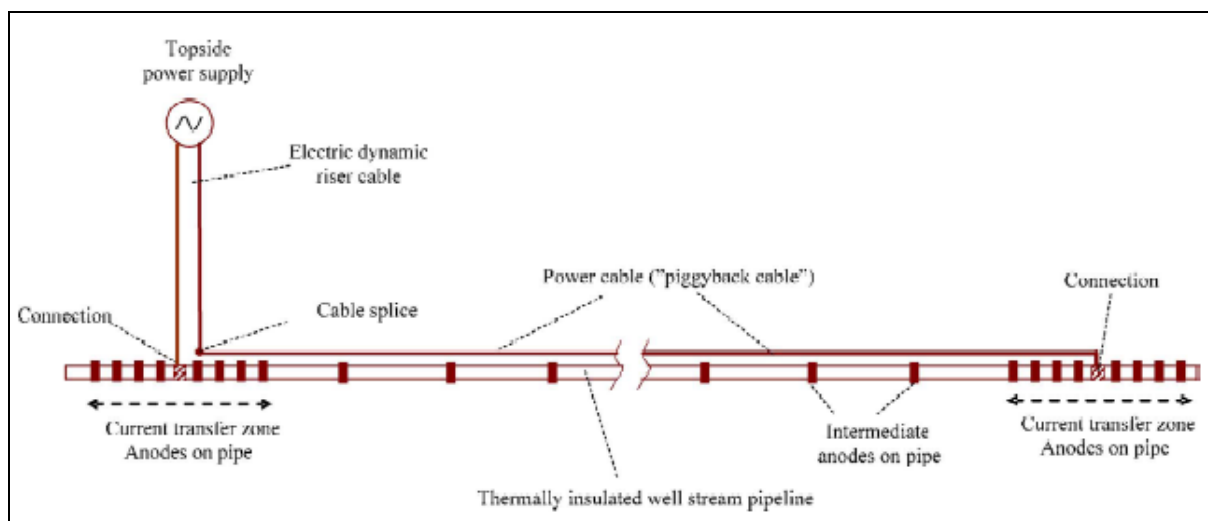 Topside
power supply
Electric dynamic
riser cable
Power cable ("piggyback cable")
Connection
Connection
Cable splice
Current transfer zone
Anodes on pipe
Intermediate
anodes on pipe
Current transfer zone
Anodes on pipe
Thermally insulated well stream pipeline